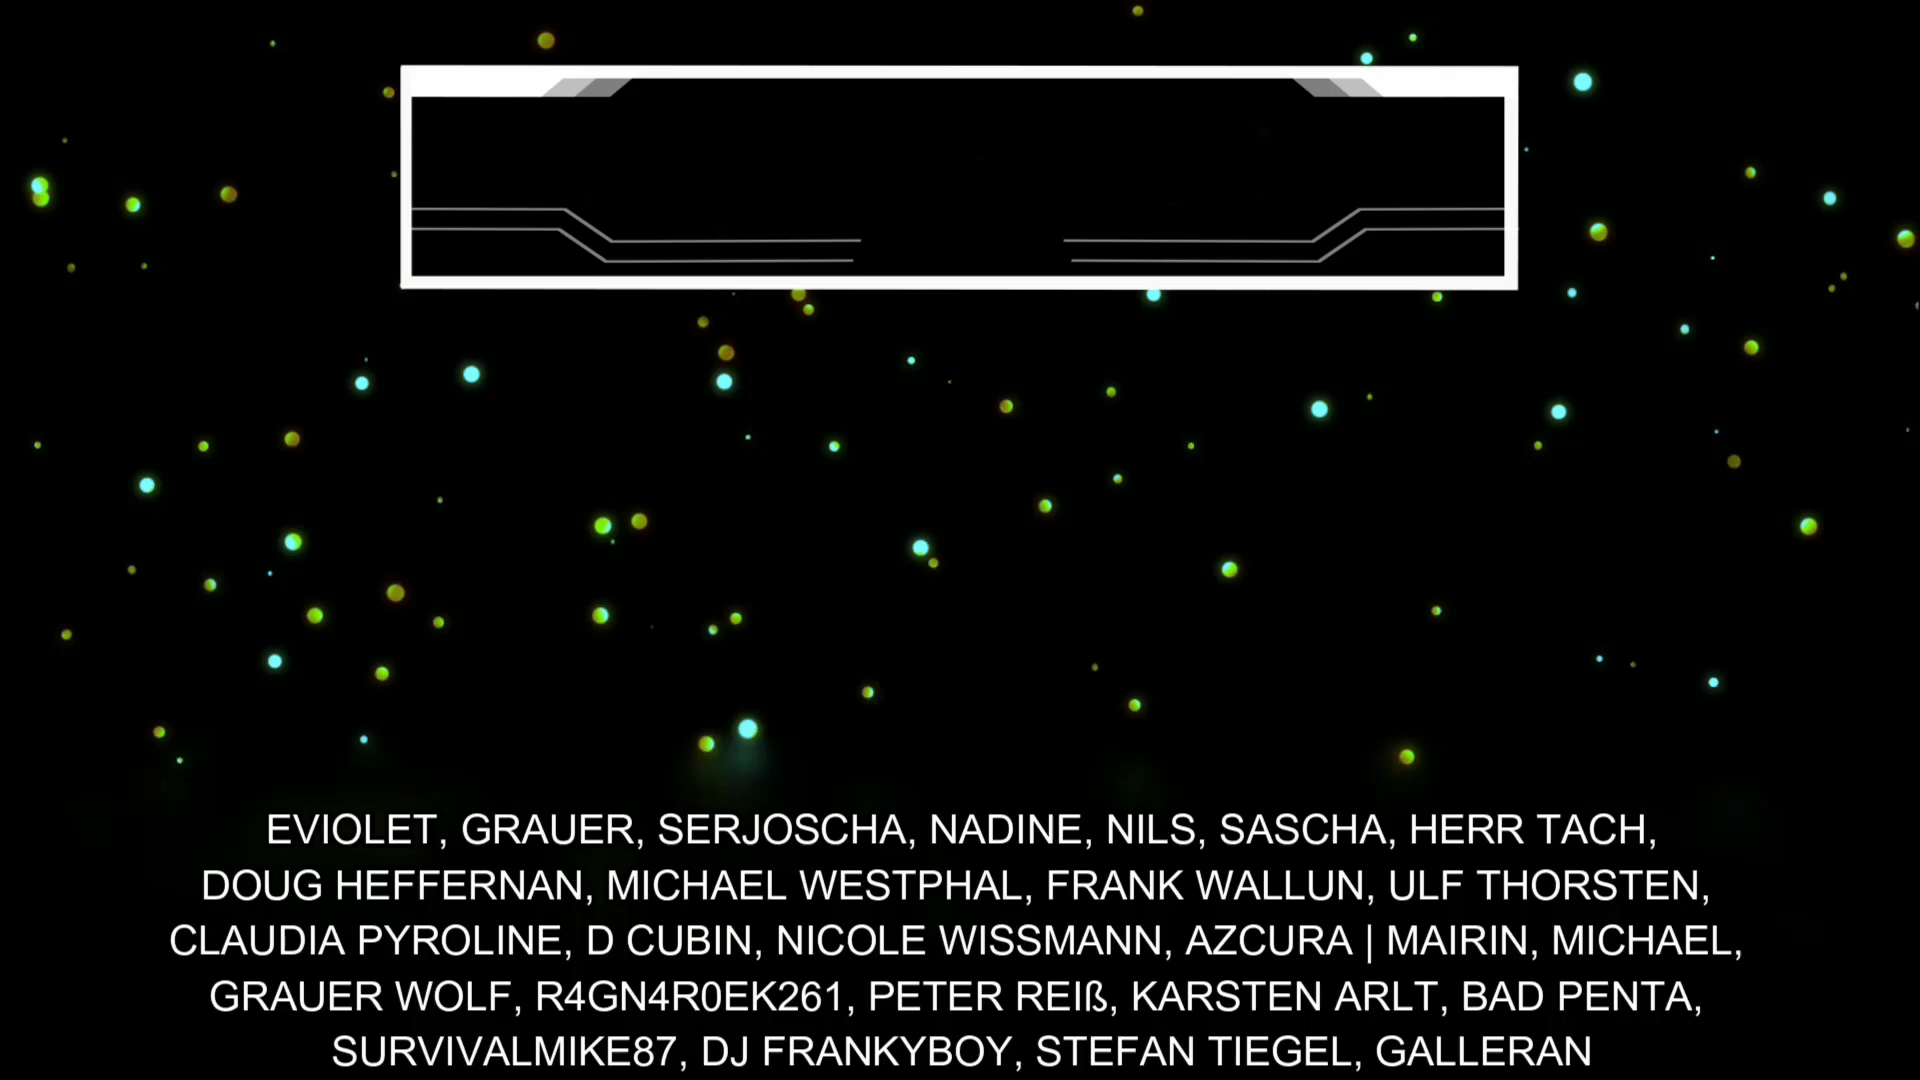 EVIOLET, GRAUER, SERJOSCHA, NADINE, NILS, SASCHA, HERR TACH,
DOUG HEFFERNAN, MICHAEL WESTPHAL, FRANK WALLUN, ULF THORSTEN,
CLAUDIA PYROLINE, D CUBIN, NICOLE WISSMANN, AZCURA | MAIRIN, MICHAEL,
GRAUER WOLF, R4GN4R0EK261, PETER REIß, KARSTEN ARLT, BAD PENTA,
SURVIVALMIKE87, DJ FRANKYBOY, STEFAN TIEGEL, GALLERAN